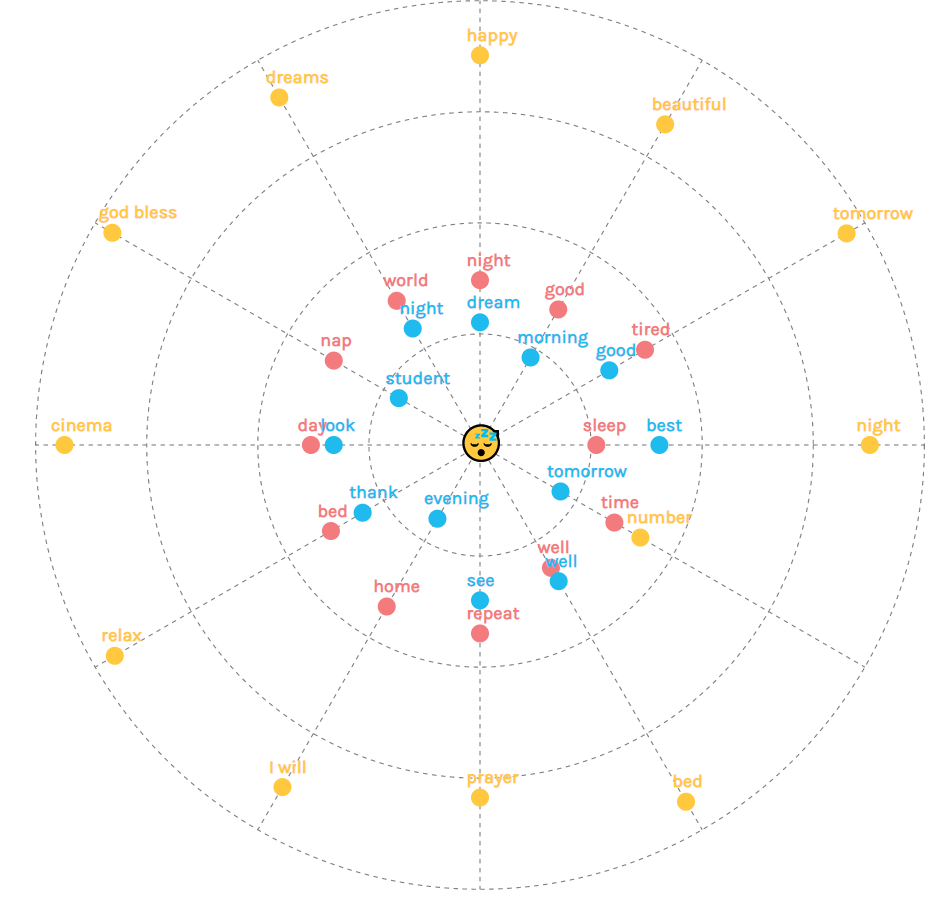 happy
dreams
beautiful
god bless
tomorrow
night
world
good
dream
night
tired
morning
nap
good
student
cinema
day
look
sleep
best
night
tomorrow
thank
evening
time
bed
number
well
well
see
home
repeat
relax
I will
prayer
bed